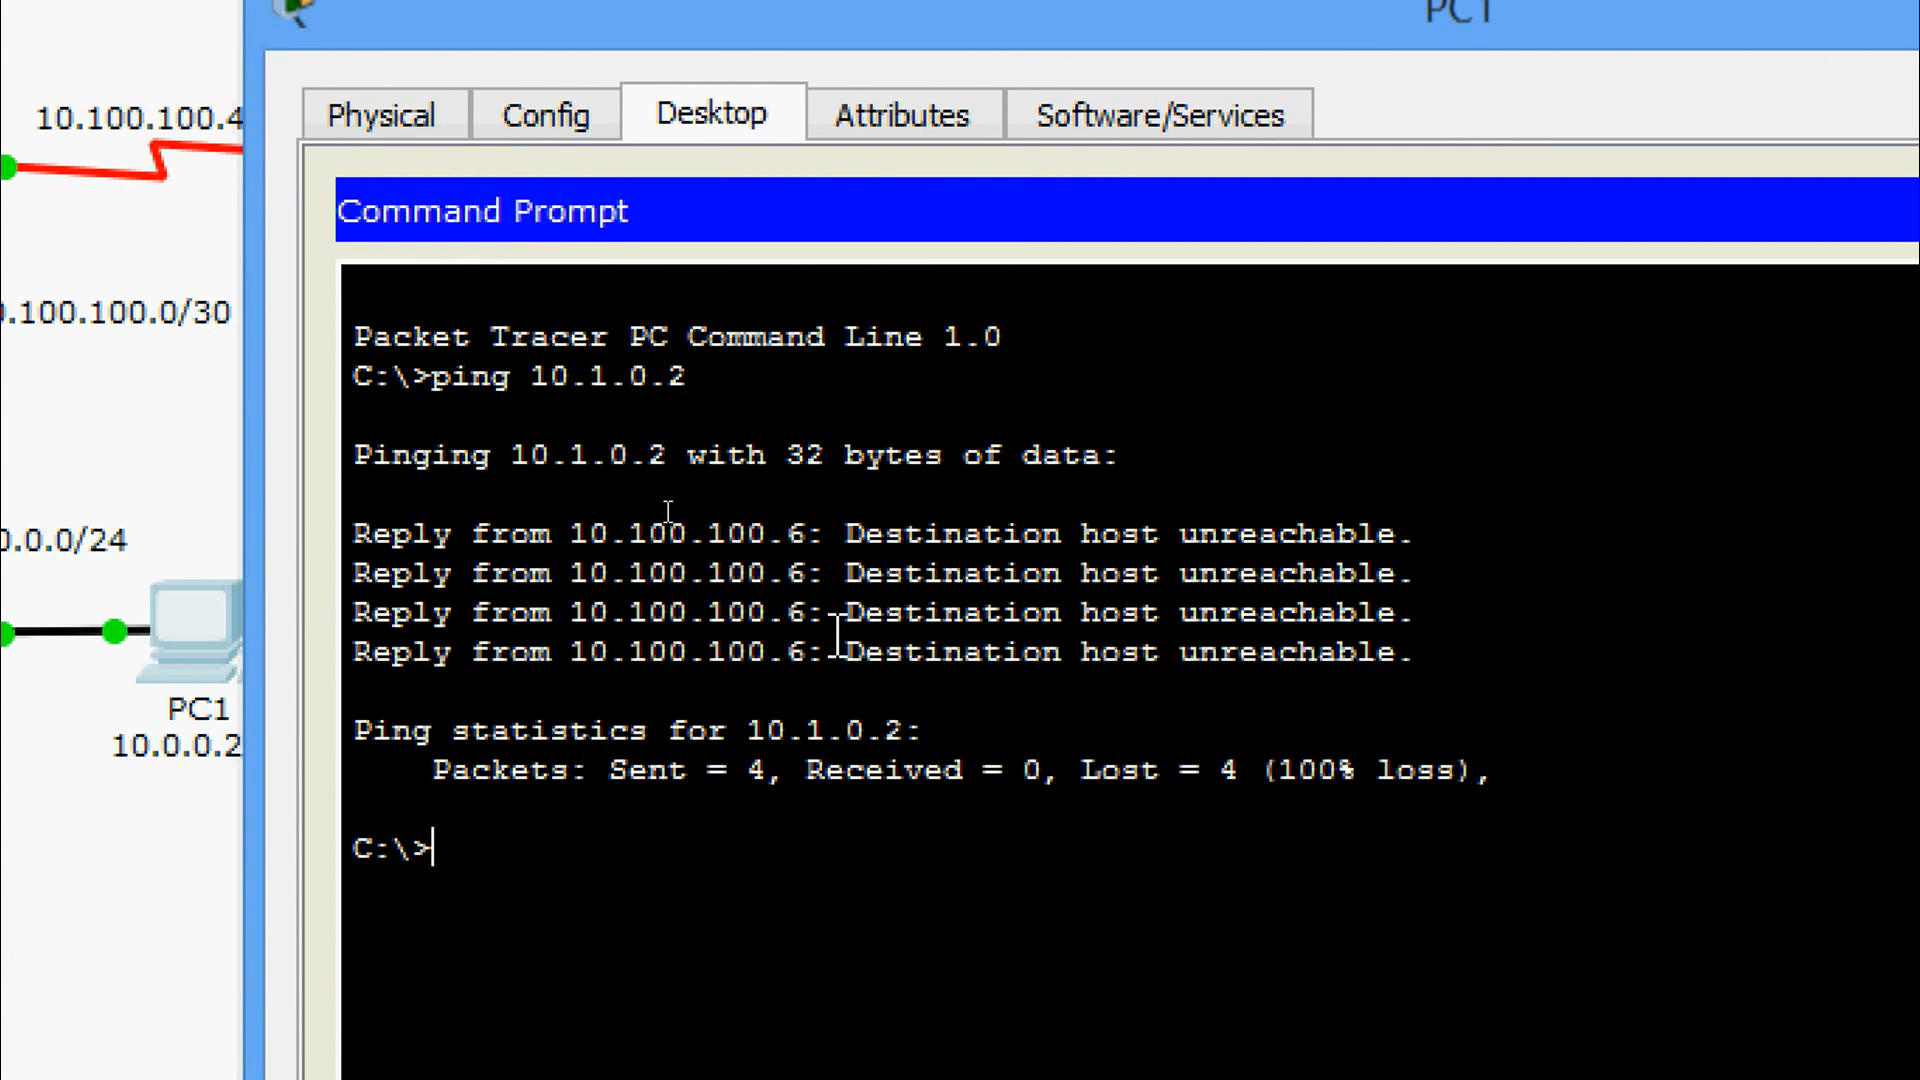 PC1
Physical
Config
Desktop
Attributes
Software/Services
10.100.100.4
Command Prompt
.100.100.0/30
Packet Tracer PC Command Line 1.0
C:\>ping 10.1.0.2
Pinging 10.1.0.2 with 32 bytes of data:
Reply from 10.100.100.6: Destination host unreachable.
Reply from 10.100.100.6: Destination host unreachable.
Reply from 10.100.100.6: Destination host unreachable.
Reply from 10.100.100.6: Destination host unreachable.
Ping statistics for 10.1.0.2:
Packets: Sent = 4, Received = 0, Lost = 4 (100% loss),
C:\>
.0.0/24
PC1
10.0.0.2